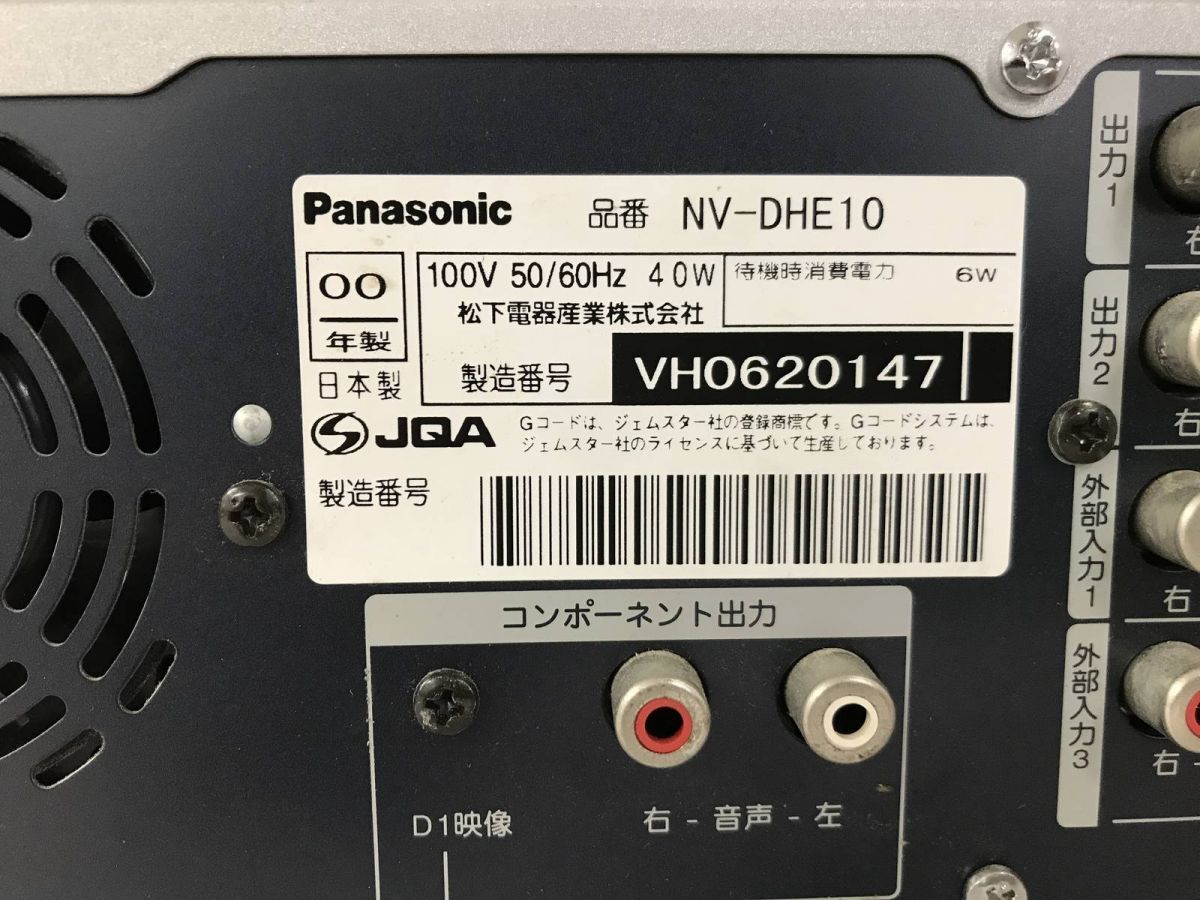 Panasonic 品番 NV-DHE10
00
年製
日本製
100V 50/60Hz 40W
待機時消費電力 6W
松下電器産業株式会社
製造番号 VH0620147
JQA
Gコードは、ジェムスター社の登録商標です。Gコードシステムは、
ジェムスター社のライセンスに基づいて生産しております。
製造番号
コンポーネント出力
D1映像
右 - 音声 - 左
出力1
右
出力2
右
外部入力1
右
外部入力3
右 -